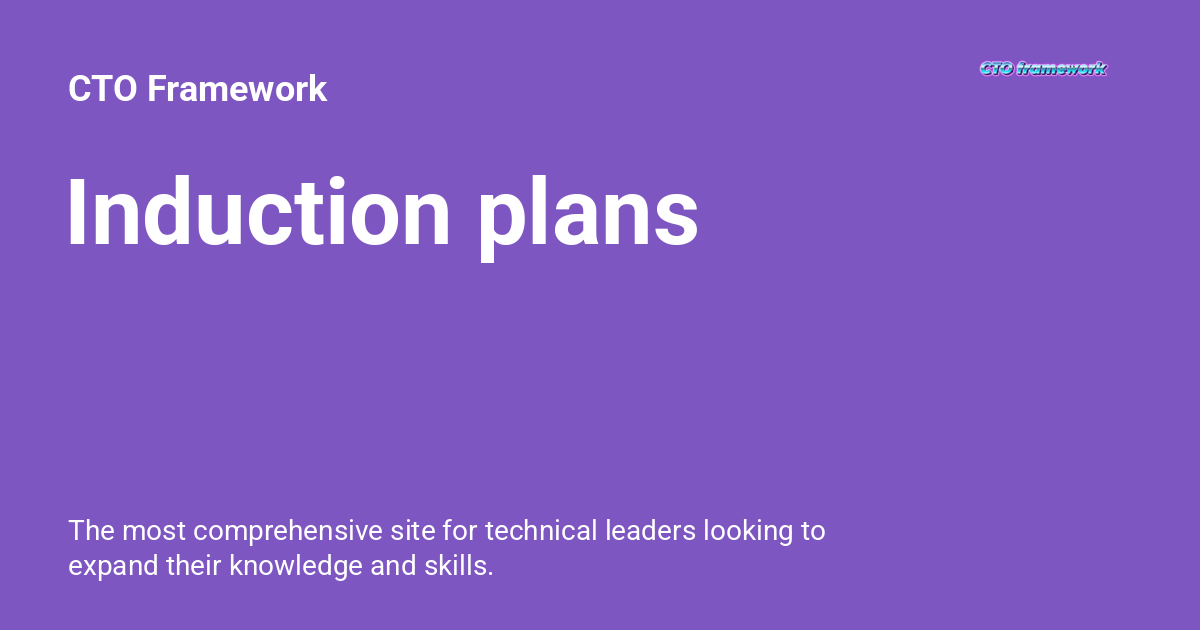 CTO Framework
CTO framework
Induction plans
The most comprehensive site for technical leaders looking to
expand their knowledge and skills.